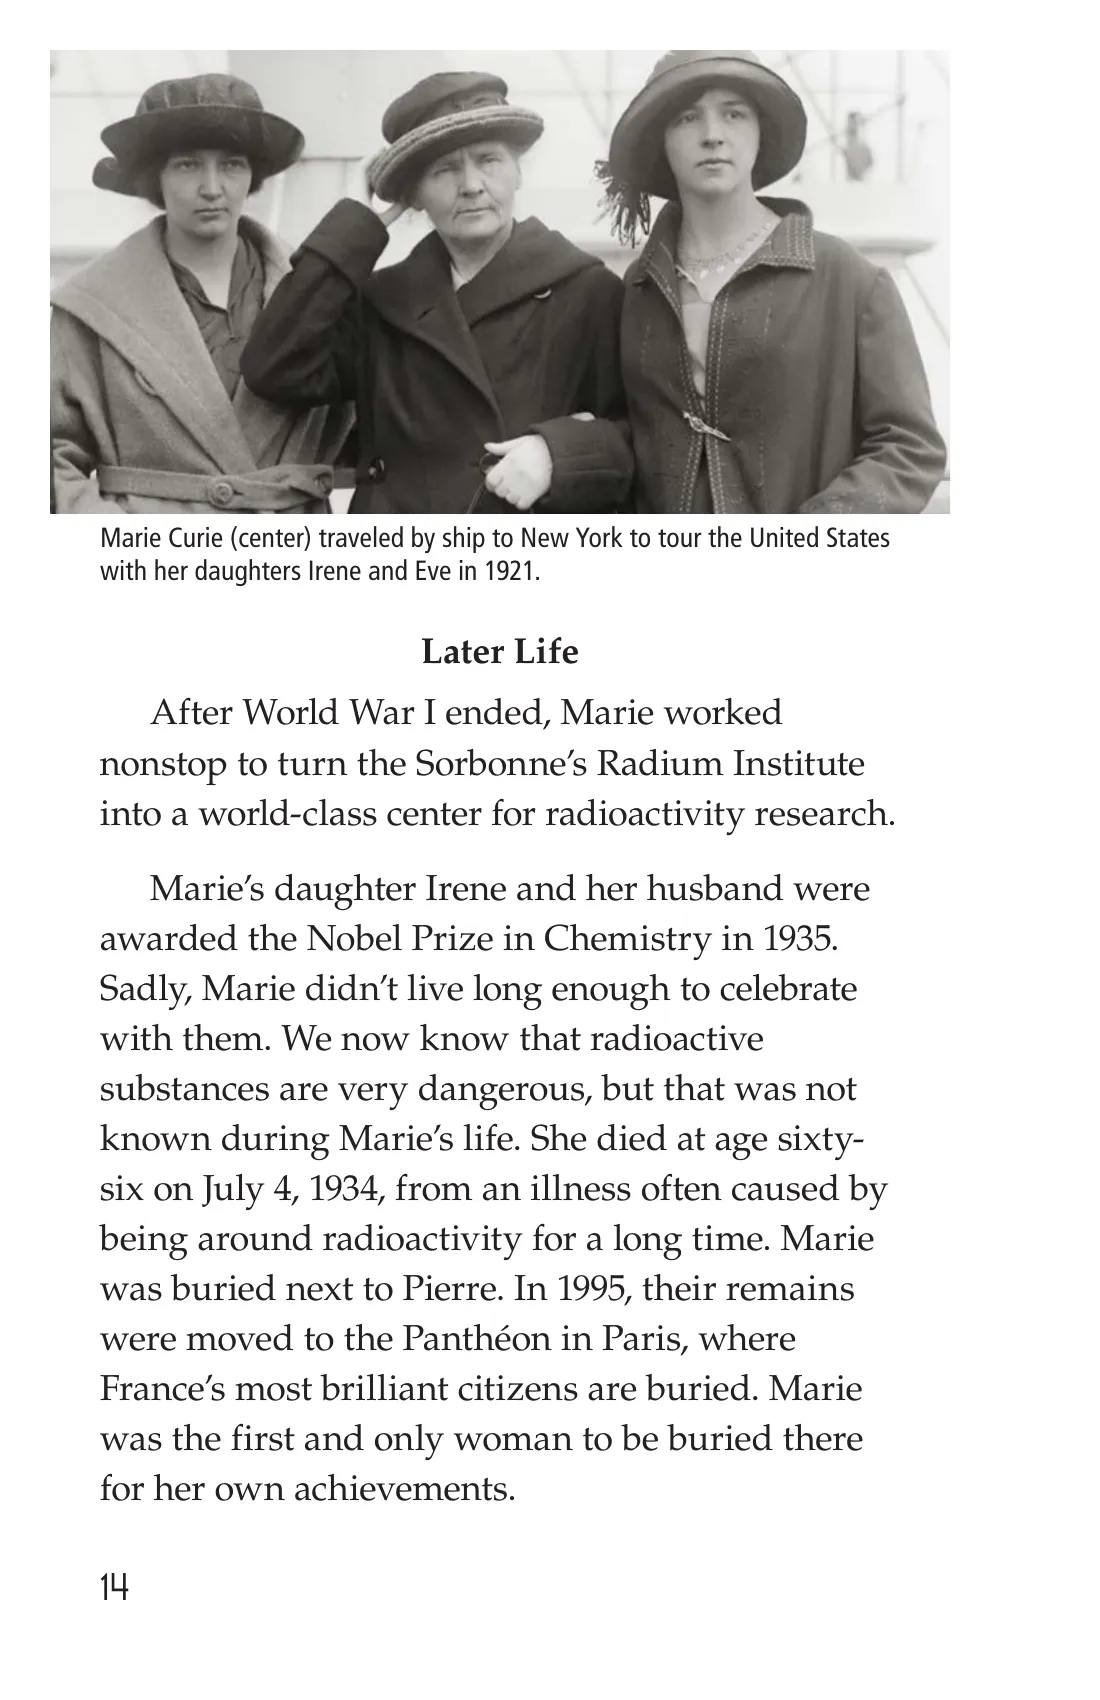 Marie Curie (center) traveled by ship to New York to tour the United States
with her daughters Irene and Eve in 1921.
Later Life
After World War I ended, Marie worked
nonstop to turn the Sorbonne’s Radium Institute
into a world-class center for radioactivity research.
Marie’s daughter Irene and her husband were
awarded the Nobel Prize in Chemistry in 1935.
Sadly, Marie didn’t live long enough to celebrate
with them. We now know that radioactive
substances are very dangerous, but that was not
known during Marie’s life. She died at age sixty-
six on July 4, 1934, from an illness often caused by
being around radioactivity for a long time. Marie
was buried next to Pierre. In 1995, their remains
were moved to the Panthéon in Paris, where
France’s most brilliant citizens are buried. Marie
was the first and only woman to be buried there
for her own achievements.
14